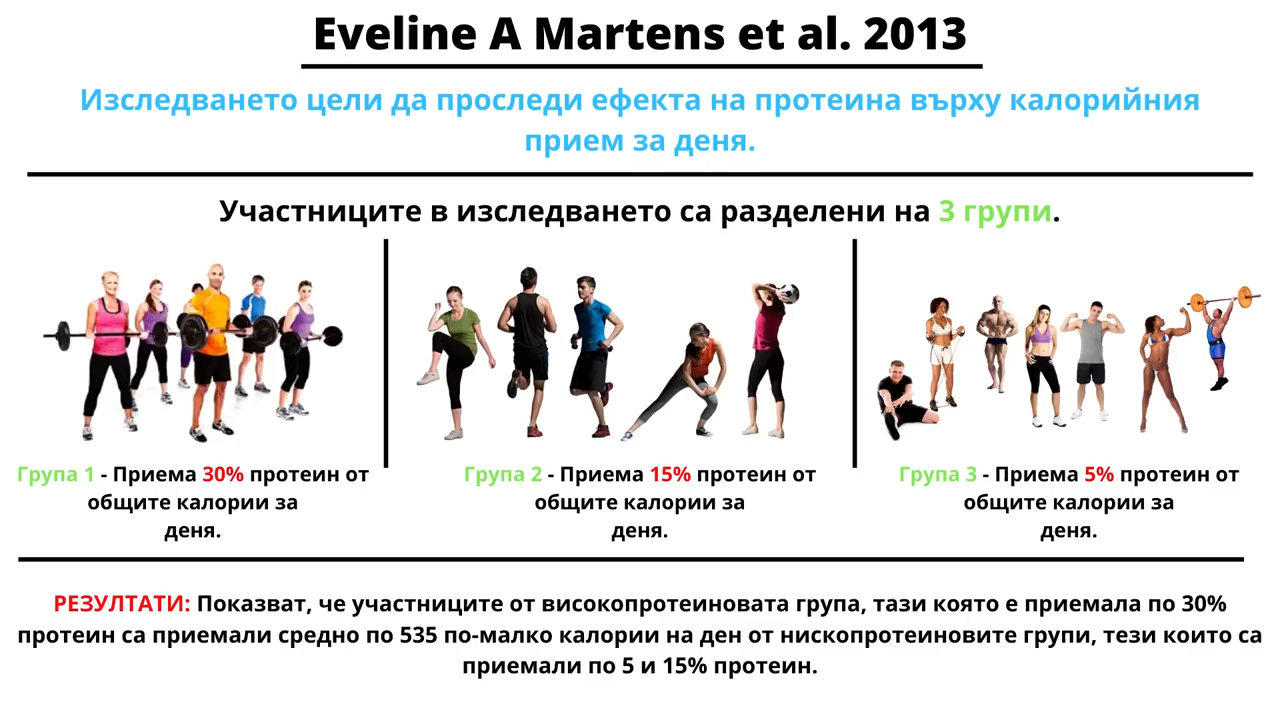 Eveline A Martens et al. 2013
Изследването цели да проследи ефекта на протеина върху калорийния
прием за деня.
Участниците в изследването са разделени на 3 групи.
Група 1 - Приема 30% протеин от
общите калории за
деня.
Група 2 - Приема 15% протеин от
общите калории за
деня.
Група 3 - Приема 5% протеин от
общите калории за
деня.
РЕЗУЛТАТИ: Показват, че участниците от високопротеиновата група, тази която е приемала по 30%
протеин са приемали средно по 535 по-малко калории на ден от нископротеиновите групи, тези които са
приемали по 5 и 15% протеин.